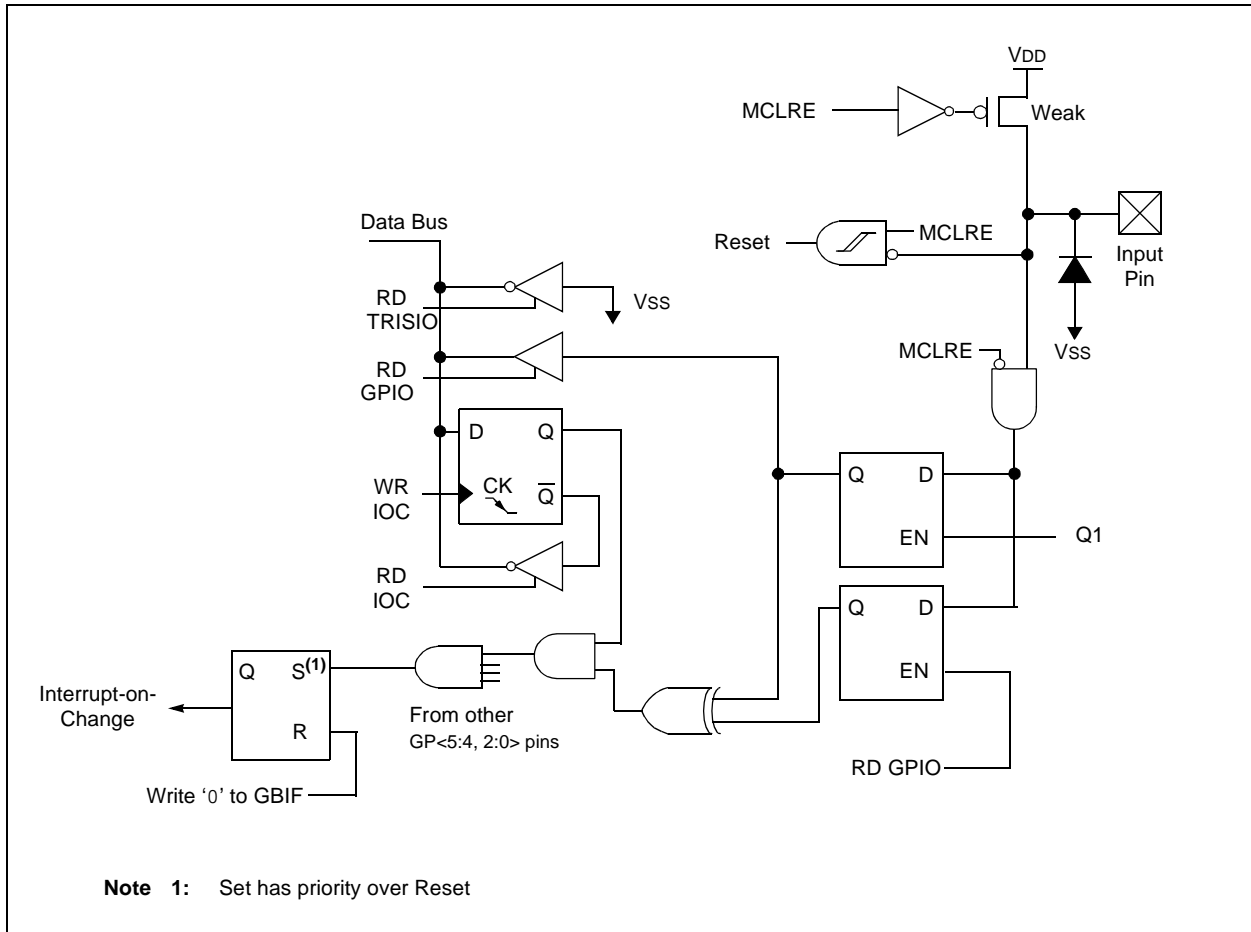 VDD
MCLRE
Weak
Data Bus
Reset
MCLRE
Input
Pin
RD
TRISIO
VSS
VSS
RD
GPIO
MCLRE
D
Q
Q
D
WR
IOC
CK
Q
EN
Q1
RD
IOC
Q
D
Q
S(1)
EN
Interrupt-on-
Change
From other
GP<5:4, 2:0> pins
R
RD GPIO
Write ‘0’ to GBIF
Note 1: Set has priority over Reset